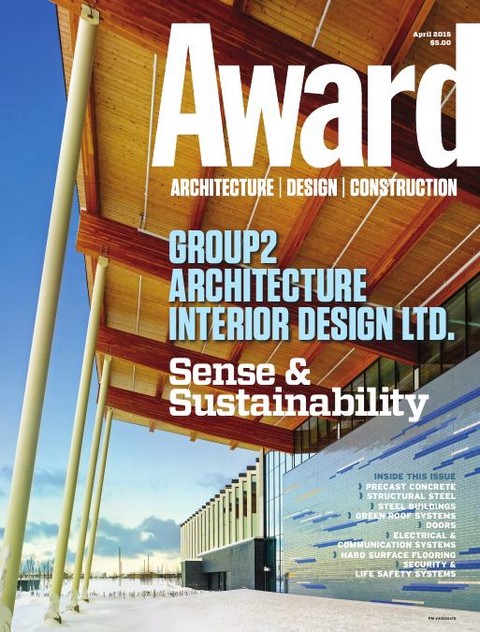 April 2015
$5.00
Award
ARCHITECTURE | DESIGN | CONSTRUCTION
GROUP2
ARCHITECTURE
INTERIOR DESIGN LTD.
Sense &
Sustainability
INSIDE THIS ISSUE
PRECAST CONCRETE
STRUCTURAL STEEL
STEEL BUILDINGS
GREEN ROOF SYSTEMS
DOORS
ELECTRICAL &
COMMUNICATION SYSTEMS
HARD SURFACE FLOORING
SECURITY &
LIFE SAFETY SYSTEMS